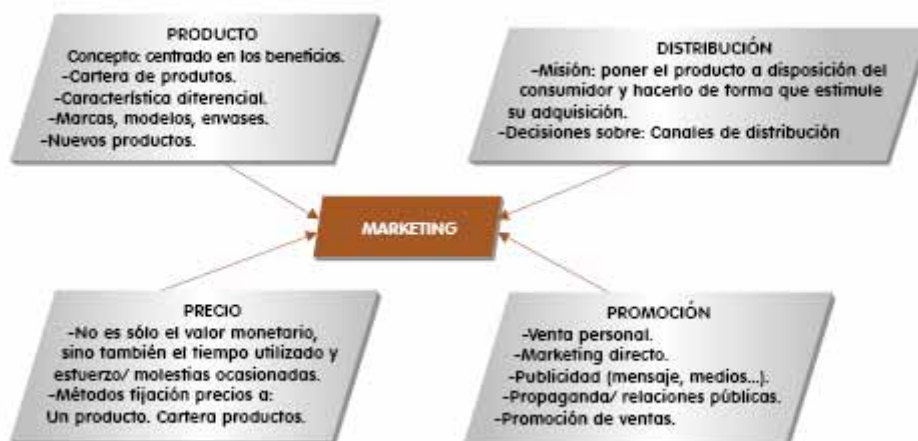 PRODUCTO
Concepto: centrado en los beneficios.
-Cartera de produtos.
-Característica diferencial.
-Marcas, modelos, envases.
-Nuevos productos.
DISTRIBUCIÓN
-Misión: poner el producto a disposición del
consumidor y hacerlo de forma que estimule
su adquisición.
-Decisiones sobre: Canales de distribución
MARKETING
PRECIO
-No es sólo el valor monetario,
sino también el tiempo utilizado y
esfuerzo/ molestias ocasionadas.
-Métodos fijación precios a:
Un producto. Cartera productos.
PROMOCIÓN
-Venta personal.
-Marketing directo.
-Publicidad (mensaje, medios...).
-Propaganda/ relaciones públicas.
-Promoción de ventas.